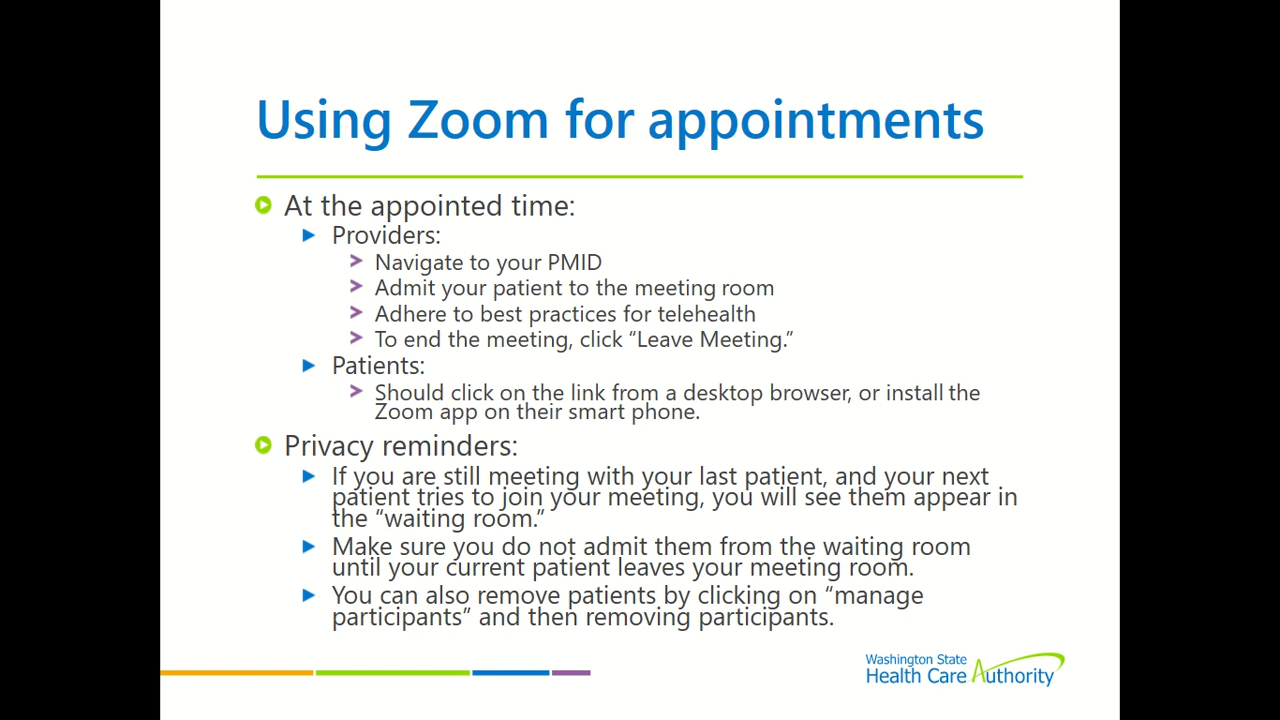 Using Zoom for appointments
At the appointed time:
Providers:
Navigate to your PMID
Admit your patient to the meeting room
Adhere to best practices for telehealth
To end the meeting, click “Leave Meeting.”
Patients:
Should click on the link from a desktop browser, or install the
Zoom app on their smart phone.
Privacy reminders:
If you are still meeting with your last patient, and your next
patient tries to join your meeting, you will see them appear in
the “waiting room.”
Make sure you do not admit them from the waiting room
until your current patient leaves your meeting room.
You can also remove patients by clicking on “manage
participants” and then removing participants.
Washington State
Health Care Authority